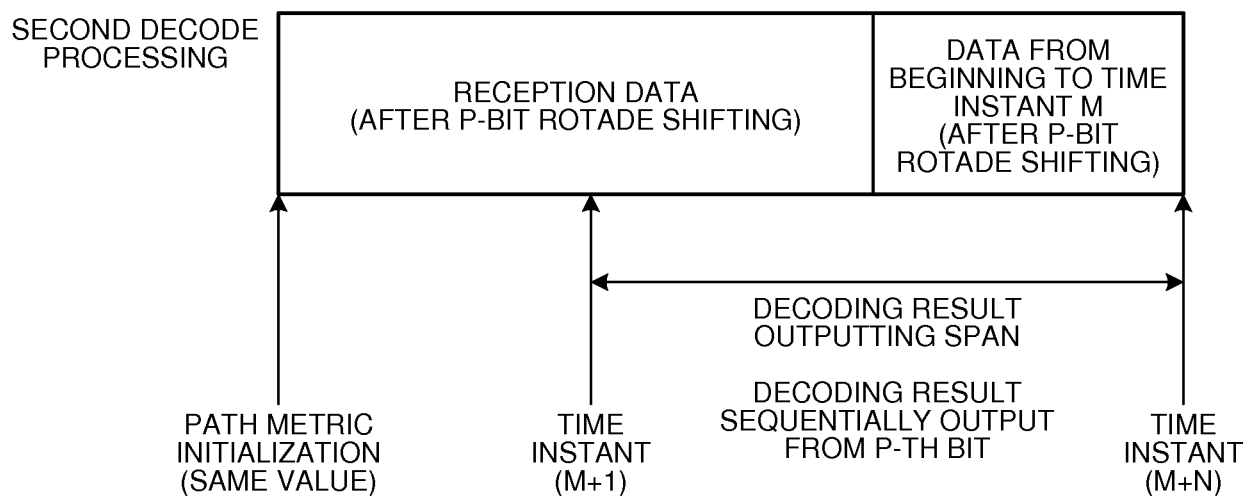 SECOND DECODE
PROCESSING
RECEPTION DATA
(AFTER P-BIT ROTADE SHIFTING)
DATA FROM
BEGINNING TO TIME
INSTANT M
(AFTER P-BIT
ROTADE SHIFTING)
DECODING RESULT
OUTPUTTING SPAN
DECODING RESULT
SEQUENTIALLY OUTPUT
FROM P-TH BIT
PATH METRIC
INITIALIZATION
(SAME VALUE)
TIME
INSTANT
(M+1)
TIME
INSTANT
(M+N)